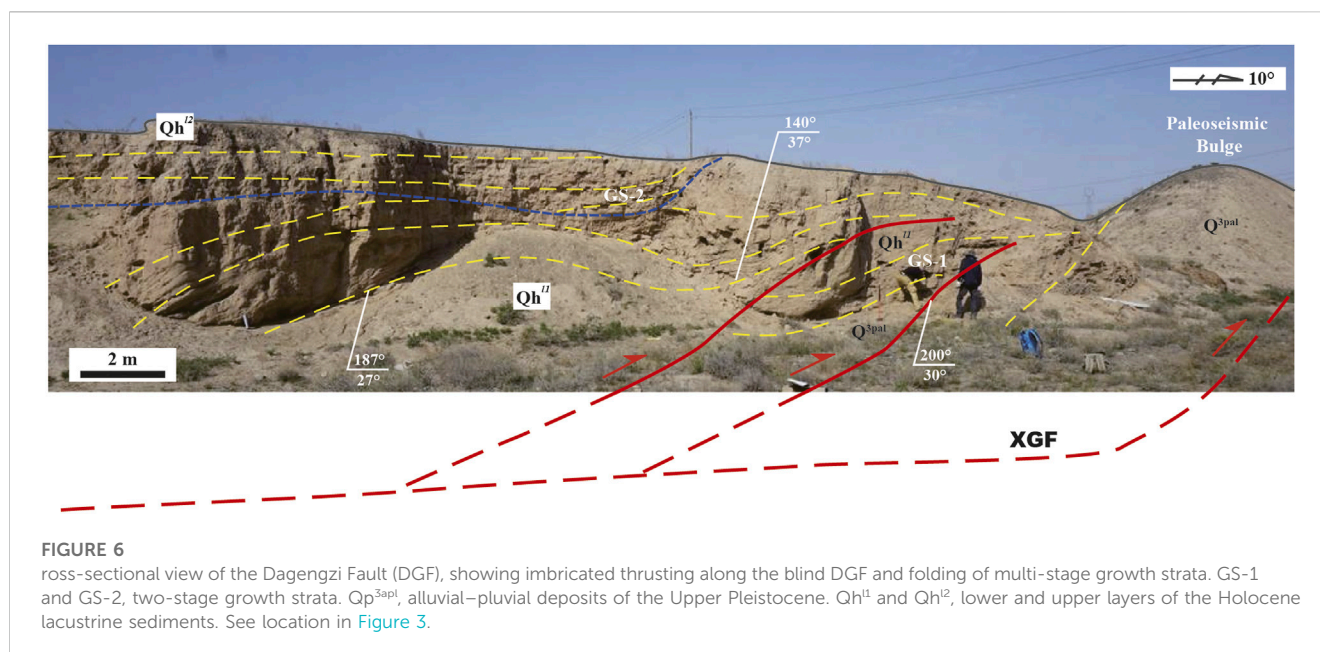 10°
Paleoseismic
Bulge
Qh^l2
140°
37°
GS-2
Q^3pal
Qh^l1
GS-1
Qh^l1
Q^3pal
2 m
187°
27°
200°
30°
XGF
FIGURE 6
ross-sectional view of the Dagengzi Fault (DGF), showing imbricated thrusting along the blind DGF and folding of multi-stage growth strata. GS-1
and GS-2, two-stage growth strata. Qp^3apl, alluvial–pluvial deposits of the Upper Pleistocene. Qh^l1 and Qh^l2, lower and upper layers of the Holocene
lacustrine sediments. See location in Figure 3.